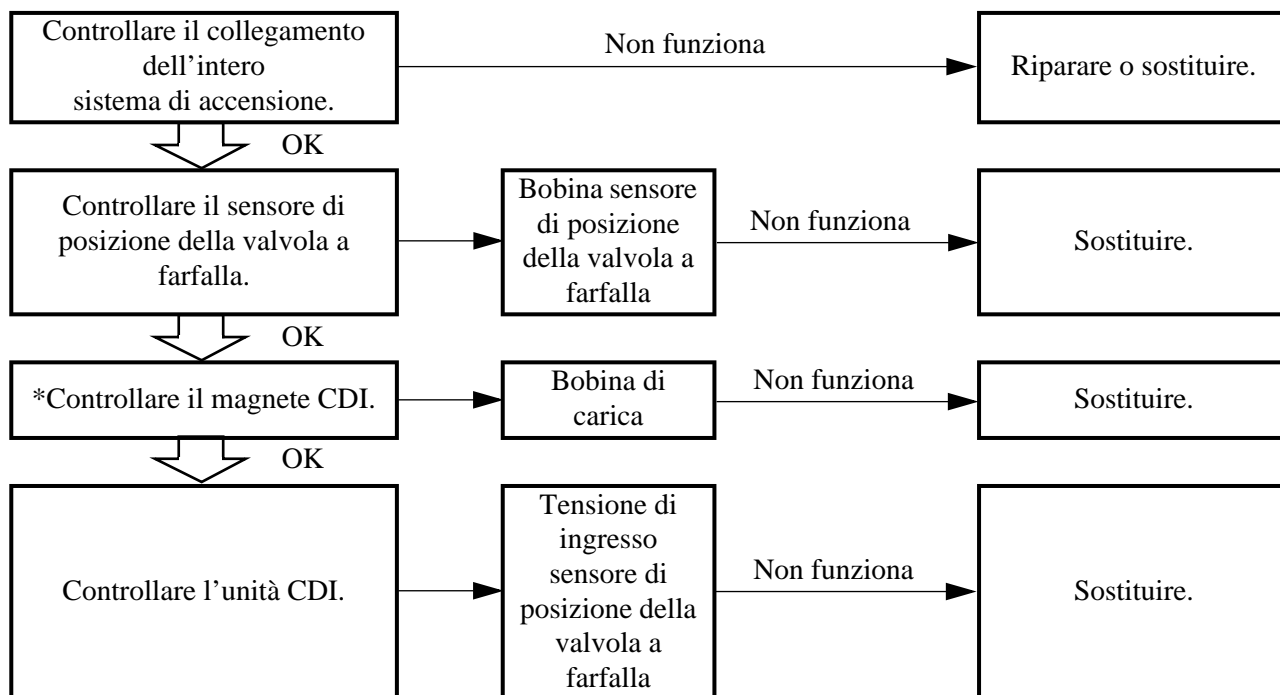 Controllare il collegamento
dell’intero
sistema di accensione.
Non funziona
Riparare o sostituire.
OK
Controllare il sensore di
posizione della valvola a
farfalla.
Bobina sensore
di posizione
della valvola a
farfalla
Non funziona
Sostituire.
OK
*Controllare il magnete CDI.
Bobina di
carica
Non funziona
Sostituire.
OK
Controllare l’unità CDI.
Tensione di
ingresso
sensore di
posizione della
valvola a
farfalla
Non funziona
Sostituire.